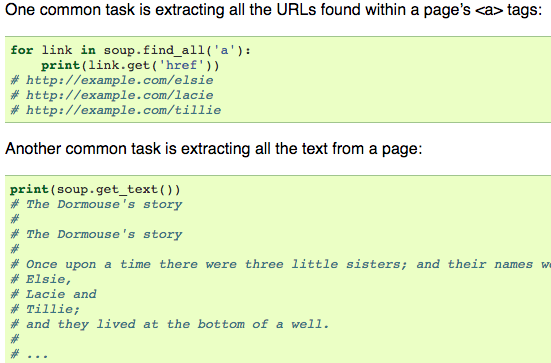 One common task is extracting all the URLs found within a page’s <a> tags:
for link in soup.find_all('a'):
    print(link.get('href'))
# http://example.com/elsie
# http://example.com/lacie
# http://example.com/tillie
Another common task is extracting all the text from a page:
print(soup.get_text())
# The Dormouse's story
#
# The Dormouse's story
#
# Once upon a time there were three little sisters; and their names
# Elsie,
# Lacie and
# Tillie;
# and they lived at the bottom of a well.
#
# ...